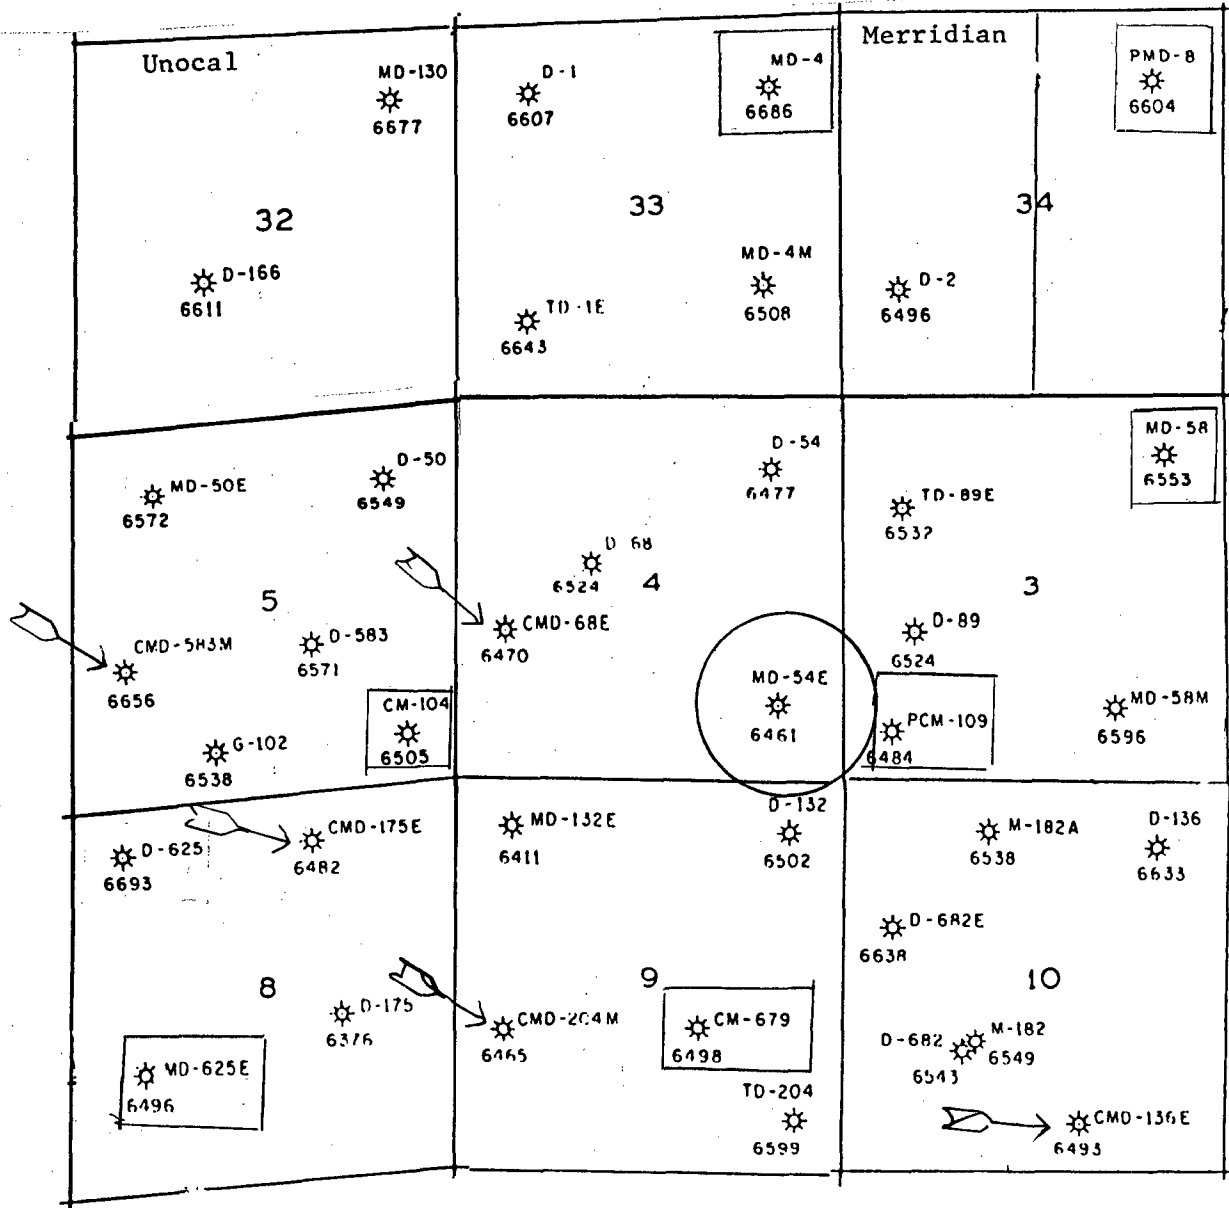 Unocal
Merridian
MD-130
6677
D-1
6607
MD-4
6686
PMD-8
6604
32
33
34
D-166
6611
TD-1E
6643
MD-4M
6508
D-2
6496
MD-50E
6572
D-50
6549
D-54
6477
MD-58
6553
TD-89E
6532
D-68
6524
5
4
3
CMD-583M
6656
D-583
6571
CMD-68E
6470
D-89
6524
G-102
6538
CM-104
6505
MD-54E
6461
PCM-109
6484
MD-58M
6596
D-625
6693
CMD-175E
6482
MD-132E
6411
D-132
6502
M-182A
6538
D-136
6633
D-682E
6638
8
9
10
D-175
6376
CMD-204M
6465
CM-679
6498
D-682
6543
M-182
6549
MD-625E
6496
TD-204
6599
CMD-136E
6493